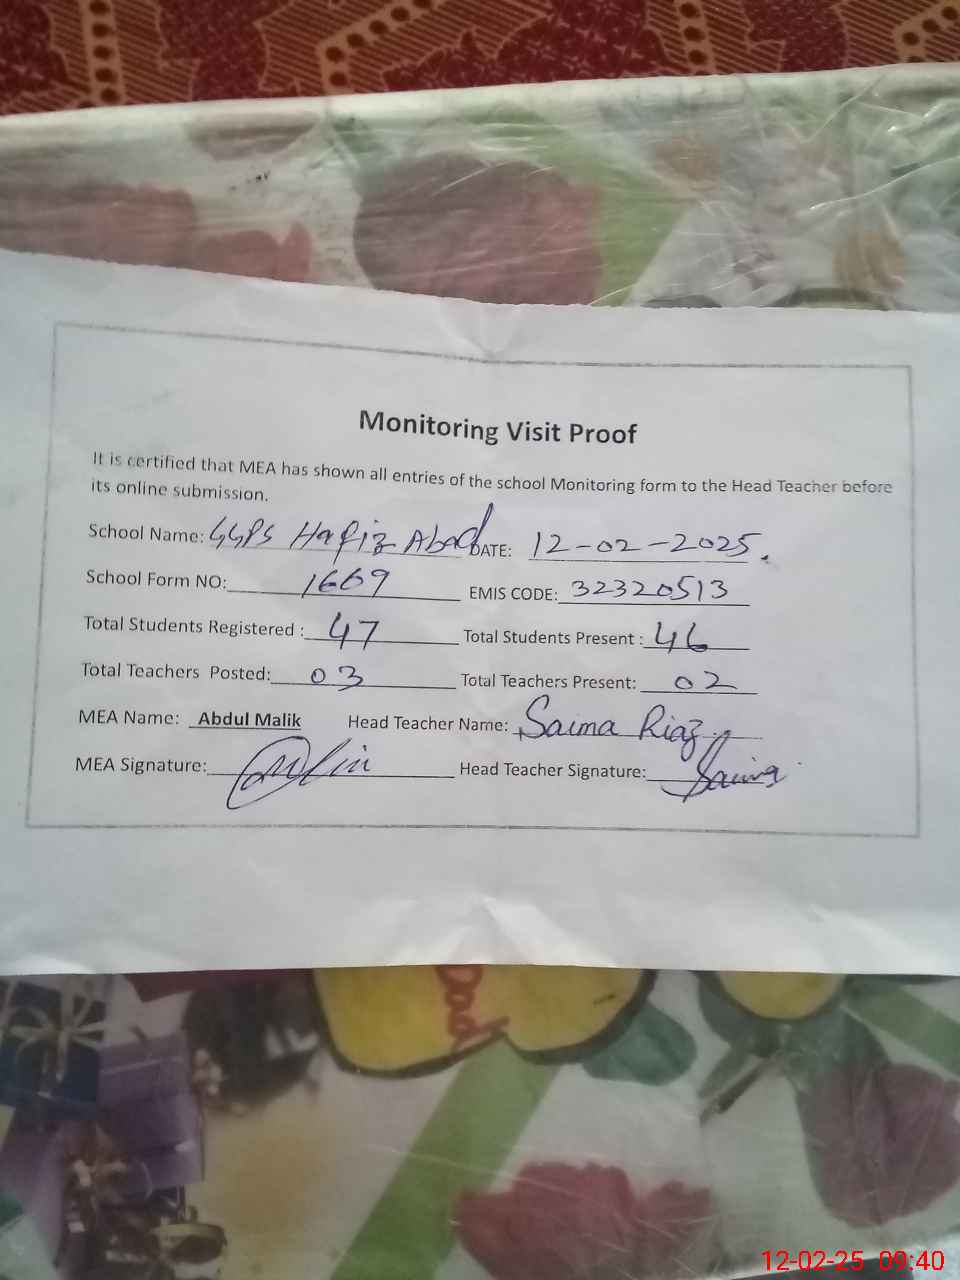 Monitoring Visit Proof
It is certified that MEA has shown all entries of the school Monitoring form to the Head Teacher before
its online submission.
School Name: GGPS Hafiz Abad DATE: 12-02-2025.
School Form NO: 1669 EMIS CODE: 32320513
Total Students Registered : 47 Total Students Present : 46
Total Teachers Posted: 03 Total Teachers Present: 02
MEA Name: Abdul Malik Head Teacher Name: Saima Riaz
MEA Signature: Head Teacher Signature: Saima
12-02-25 09:40